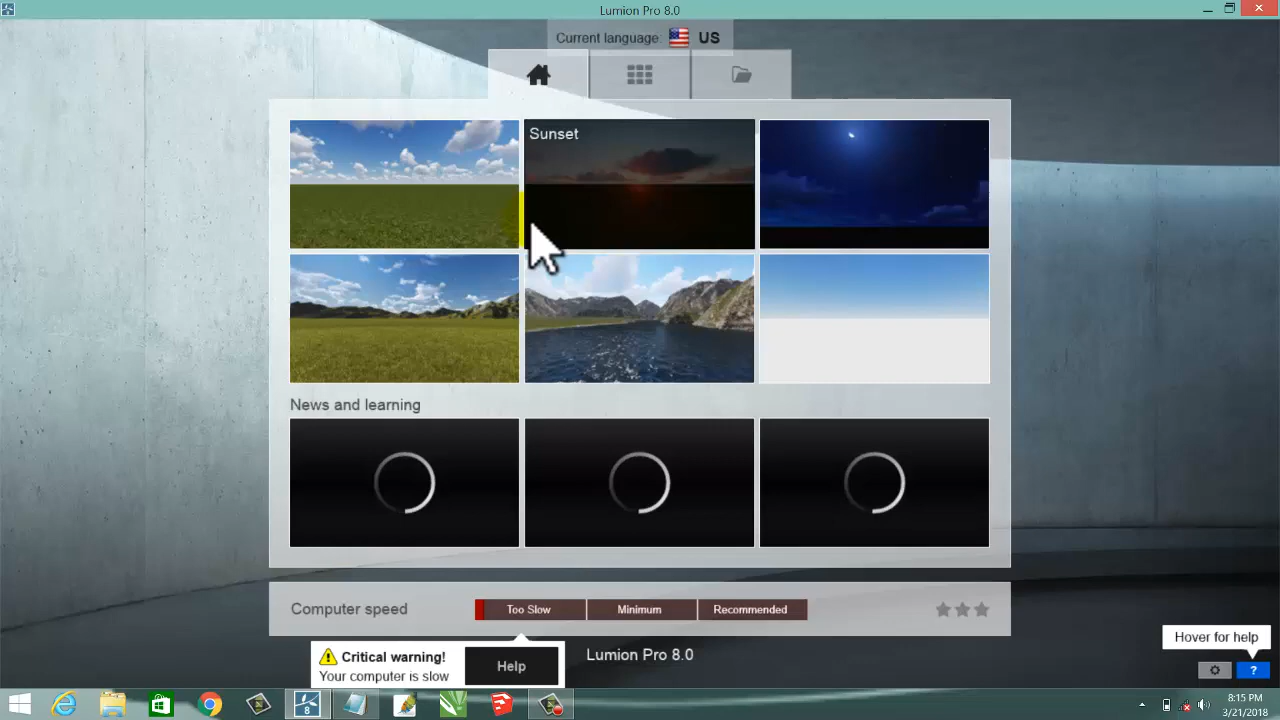 Lumion Pro 8.0
Current language: US
Sunset
News and learning
Computer speed
Too Slow
Minimum
Recommended
Critical warning!
Your computer is slow
Help
Lumion Pro 8.0
Hover for help
?
8
8:15 PM
3/21/2018